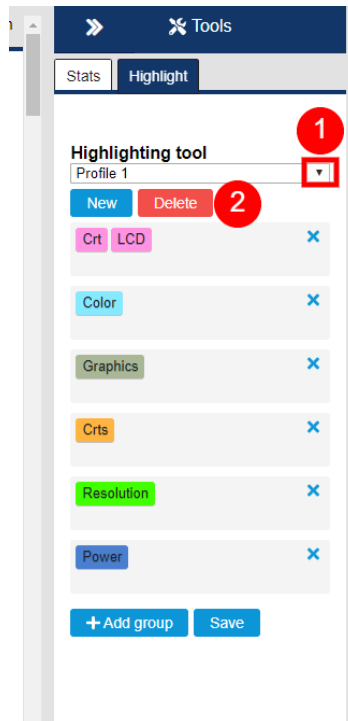 n
Tools
Stats Highlight
1
Highlighting tool
Profile 1
New Delete 2
Crt LCD
Color
Graphics
Crts
Resolution
Power
+ Add group Save